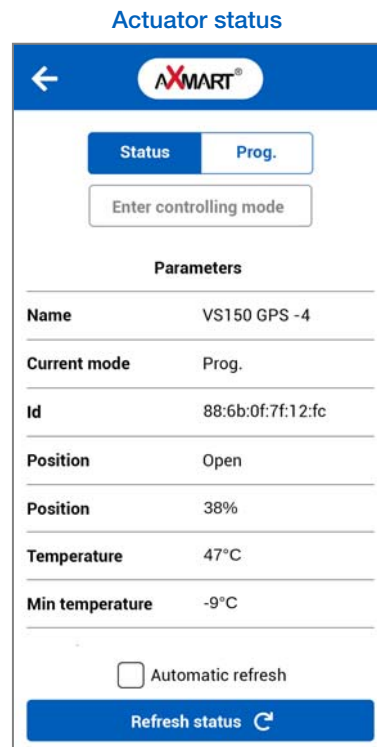 Actuator status
AXMART®
Status Prog.
Enter controlling mode
Parameters
Name VS150 GPS -4
Current mode Prog.
Id 88:6b:0f:7f:12:fc
Position Open
Position 38%
Temperature 47°C
Min temperature -9°C
Automatic refresh
Refresh status